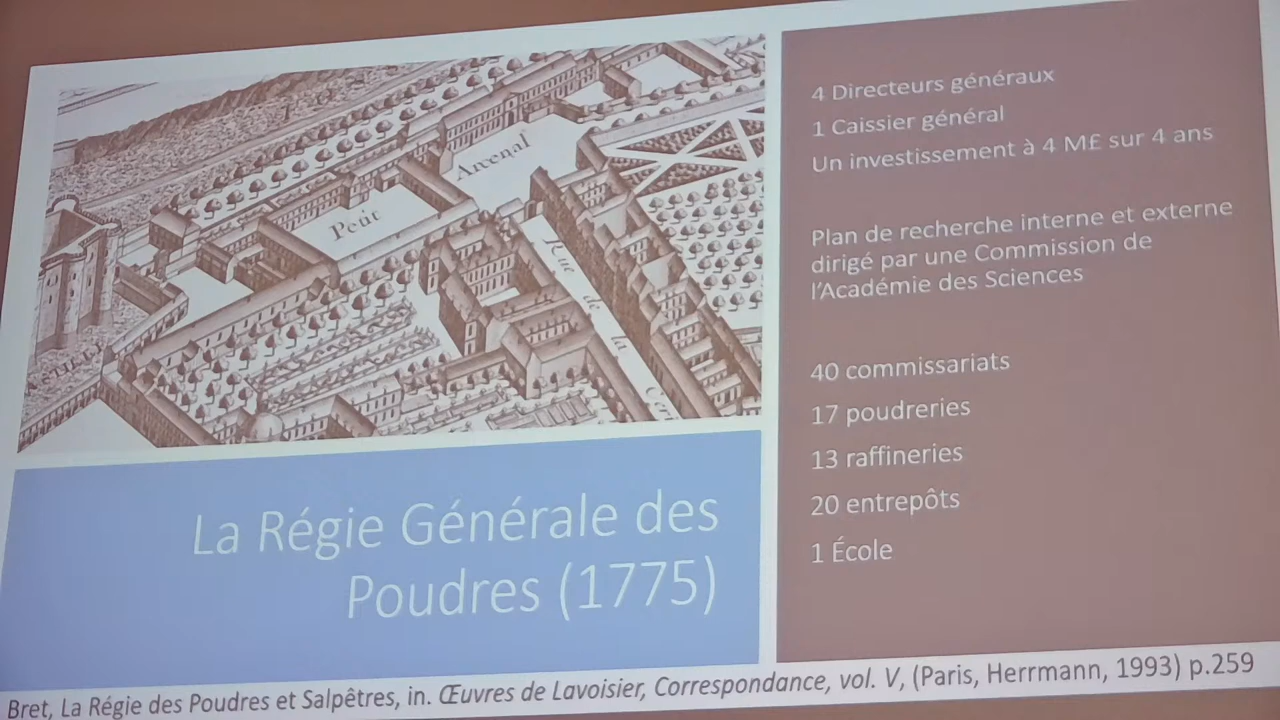 Arcenal
Petit
Rue de la Ceri
La Régie Générale des
Poudres (1775)
4 Directeurs généraux
1 Caissier général
Un investissement à 4 M£ sur 4 ans
Plan de recherche interne et externe
dirigé par une Commission de
l'Académie des Sciences
40 commissariats
17 poudreries
13 raffineries
20 entrepôts
1 École
Bret, La Régie des Poudres et Salpêtres, in. Œuvres de Lavoisier, Correspondance, vol. V, (Paris, Herrmann, 1993) p.259